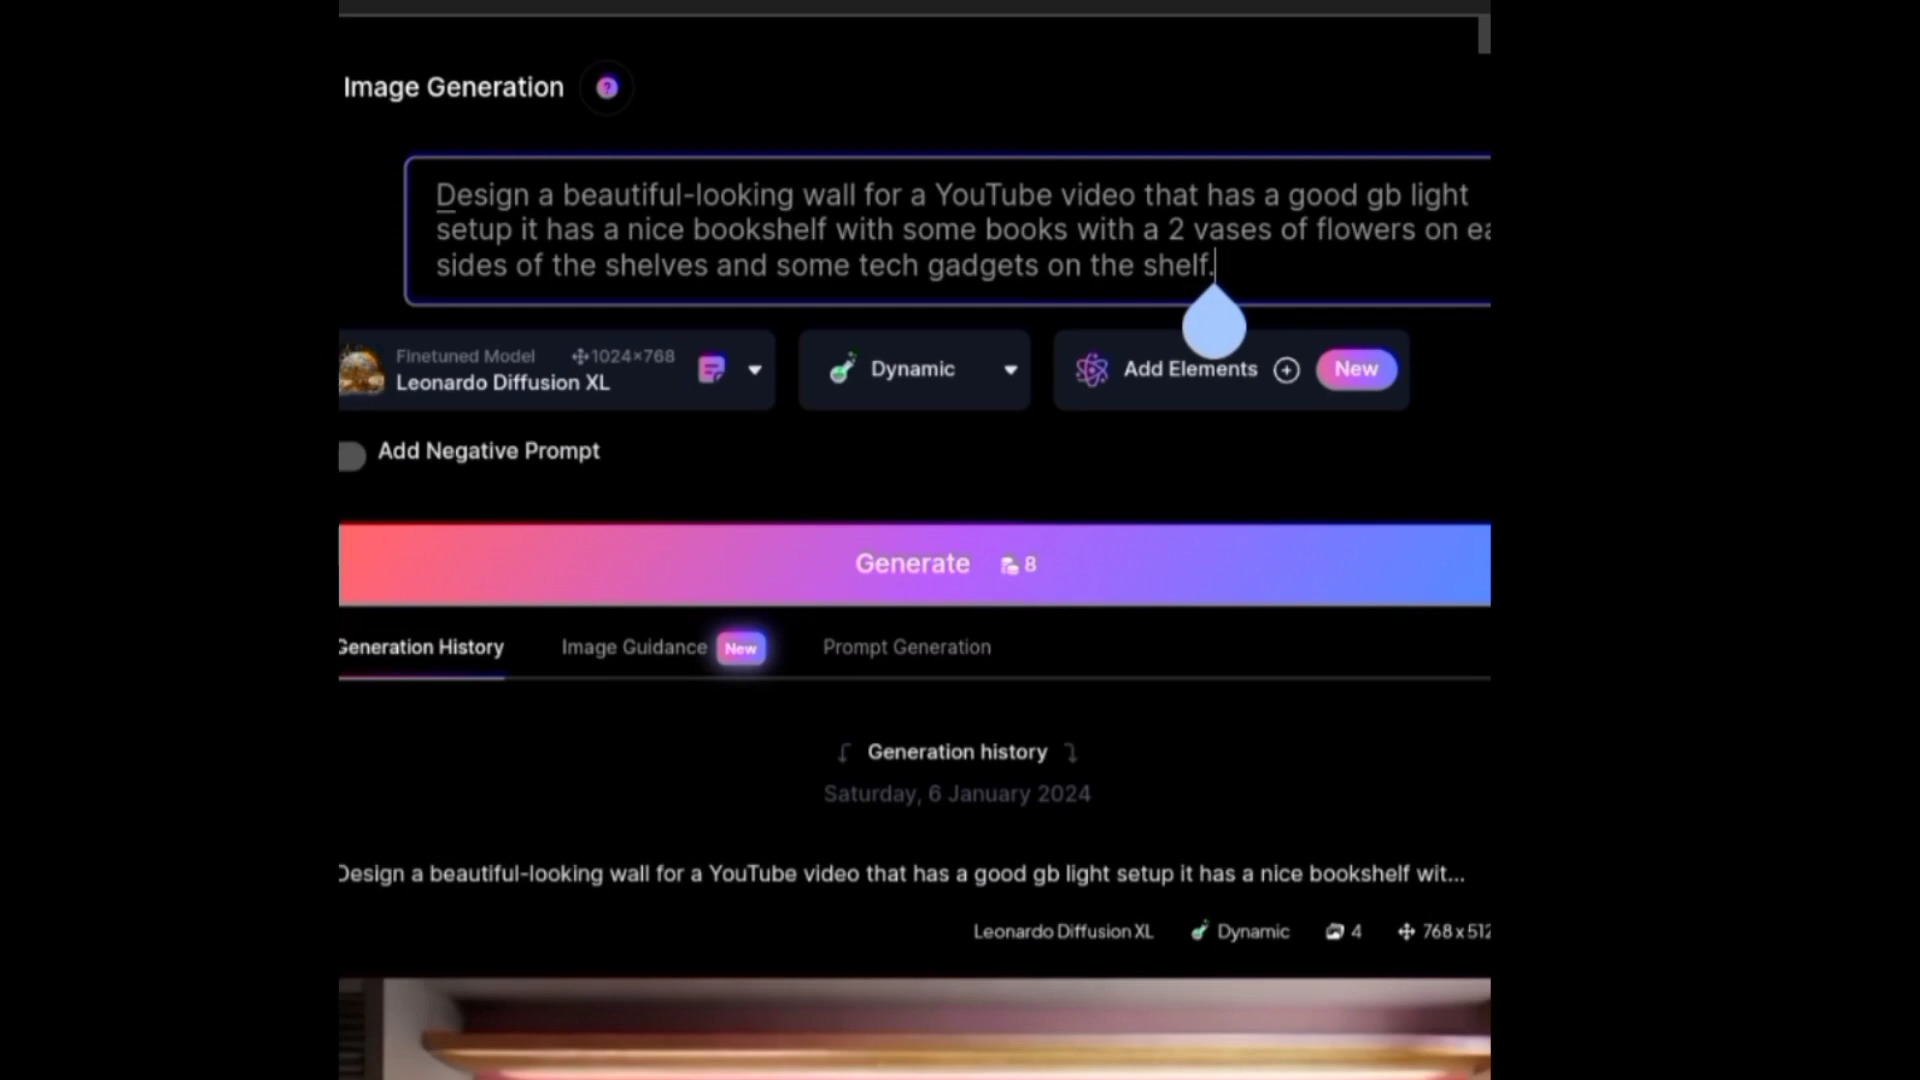 Image Generation ?
Design a beautiful-looking wall for a YouTube video that has a good gb light
setup it has a nice bookshelf with some books with a 2 vases of flowers on ea
sides of the shelves and some tech gadgets on the shelf.
Finetuned Model 1024×768
Leonardo Diffusion XL
Dynamic
Add Elements New
Add Negative Prompt
Generate 8
Generation History Image Guidance New Prompt Generation
Generation history
Saturday, 6 January 2024
Design a beautiful-looking wall for a YouTube video that has a good gb light setup it has a nice bookshelf wit...
Leonardo Diffusion XL Dynamic 4 768 x 512